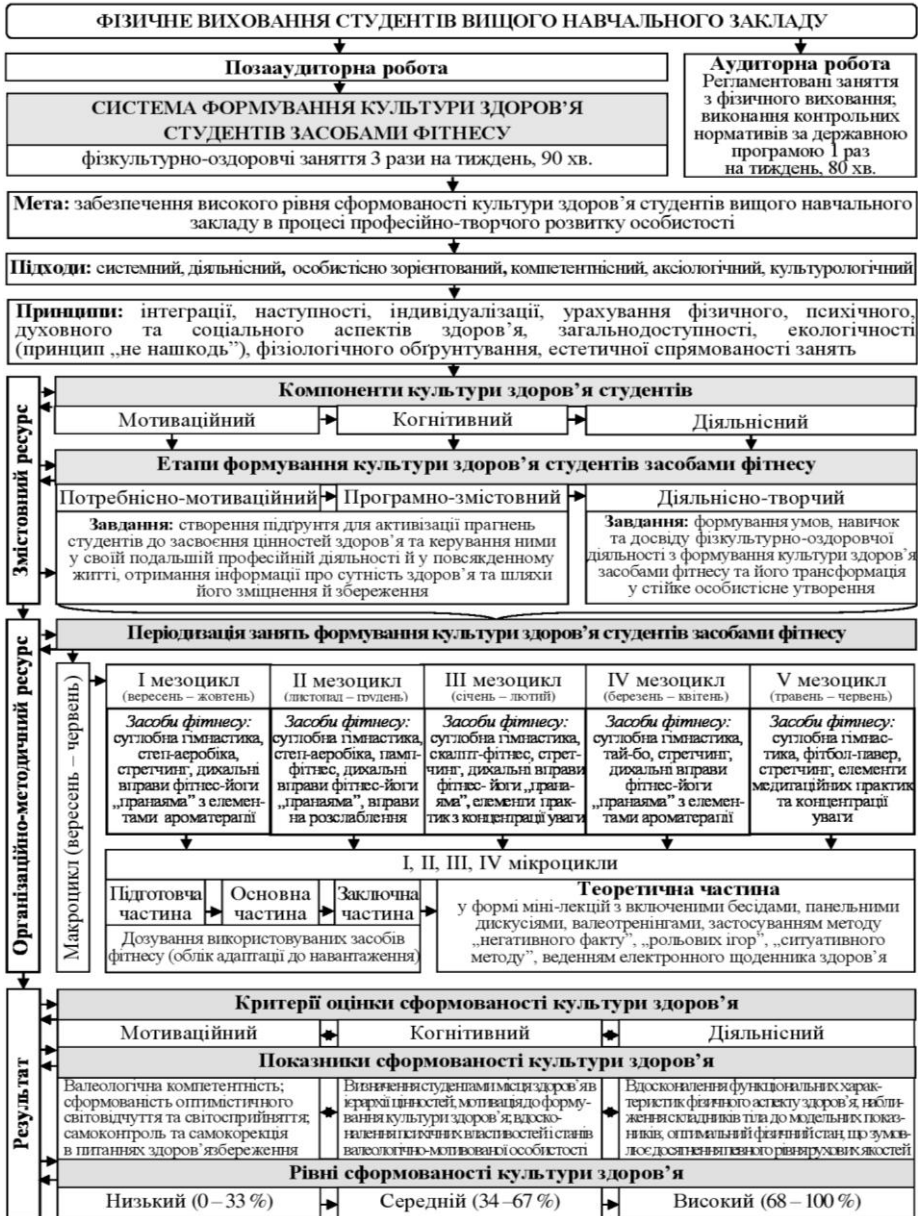 ФІЗИЧНЕ ВИХОВАННЯ СТУДЕНТІВ ВИЩОГО НАВЧАЛЬНОГО ЗАКЛАДУ
Позааудиторна робота
СИСТЕМА ФОРМУВАННЯ КУЛЬТУРИ ЗДОРОВ'Я
СТУДЕНТІВ ЗАСОБАМИ ФІТНЕСУ
фізкультурно-оздоровчі заняття 3 рази на тиждень, 90 хв.
Аудиторна робота
Регламентовані заняття
з фізичного виховання;
виконання контрольних
нормативів за державною
програмою 1 раз
на тиждень, 80 хв.
Мета: забезпечення високого рівня сформованості культури здоров'я студентів вищого навчального
закладу в процесі професійно-творчого розвитку особистості
Підходи: системний, діяльнісний, особистісно зорієнтований, компетентнісний, аксіологічний, культурологічний
Принципи: інтеграції, наступності, індивідуалізації, урахування фізичного, психічного,
духовного та соціального аспектів здоров'я, загальнодоступності, екологічності
(принцип „не нашкодь”), фізіологічного обґрунтування, естетичної спрямованості занять
Змістовний ресурс
Компоненти культури здоров'я студентів
Мотиваційний
Когнітивний
Діяльнісний
Етапи формування культури здоров'я студентів засобами фітнесу
Потребнісно-мотиваційний
Програмно-змістовний
Діяльнісно-творчий
Завдання: створення підґрунтя для активізації прагнень
студентів до засвоєння цінностей здоров'я та керування ними
у своїй подальшій професійній діяльності й у повсякденному
житті, отримання інформації про сутність здоров'я та шляхи
його зміцнення й збереження
Завдання: формування умов, навичок
та досвіду фізкультурно-оздоровчої
діяльності з формування культури здоров'я
засобами фітнесу та його трансформація
у стійке особистісне утворення
Організаційно-методичний ресурс
Періодизація занять формування культури здоров'я студентів засобами фітнесу
Макроцикл (вересень – червень)
І мезоцикл
(вересень – жовтень)
Засоби фітнесу:
суглобна гімнастика,
степ-аеробіка,
стретчинг, дихальні
вправи фітнес-йоги
„пранаяма” з елемен-
тами ароматерапії
ІІ мезоцикл
(листопад – грудень)
Засоби фітнесу:
суглобна гімнастика,
степ-аеробіка, памп-
фітнес, дихальні
вправи фітнес-йоги
„пранаяма”, вправи
на розслаблення
ІІІ мезоцикл
(січень – лютий)
Засоби фітнесу:
суглобна гімнастика,
скалпт-фітнес, стрет-
чинг, дихальні вправи
фітнес- йоги „прана-
яма”, елементи прак-
тик з концентрації уваги
ІV мезоцикл
(березень – квітень)
Засоби фітнесу:
суглобна гімнастика,
тай-бо, стретчинг,
дихальні вправи
фітнес-йоги
„пранаяма” з елемен-
тами ароматерапії
V мезоцикл
(травень – червень)
Засоби фітнесу:
суглобна гімнас-
тика, фітбол-павер,
стретчинг, елементи
медитаційних практик
та концентрації
уваги
І, ІІ, ІІІ, ІV мікроцикли
Підготовча
частина
Основна
частина
Заключна
частина
Дозування використовуваних засобів
фітнесу (облік адаптації до навантаження)
Теоретична частина
у формі міні-лекцій з включеними бесідами, панельними
дискусіями, валеотренінгами, застосуванням методу
„негативного факту”, „рольових ігор”, „ситуативного
методу”, веденням електронного щоденника здоров'я
Результат
Критерії оцінки сформованості культури здоров'я
Мотиваційний
Когнітивний
Діяльнісний
Показники сформованості культури здоров'я
Валеологічна компетентність;
сформованість оптимістичного
світовідчуття та світосприйняття;
самоконтроль та самокорекція
в питаннях здоров'язбереження
Визначення студентами місця здоров'я в
ієрархії цінностей, мотивація до форму-
вання культури здоров'я; вдоско-
налення психічних властивостей і станів
валеологічно-мотивованої особистості
Вдосконалення функціональних харак-
теристик фізичного аспекту здоров'я; набли-
ження складників тіла до модельних показ-
ників, оптимальний фізичний стан, що зумов-
лює досягнення певного рівня рухових якостей
Рівні сформованості культури здоров'я
Низький (0 – 33 %)
Середній (34 –67 %)
Високий (68 – 100 %)